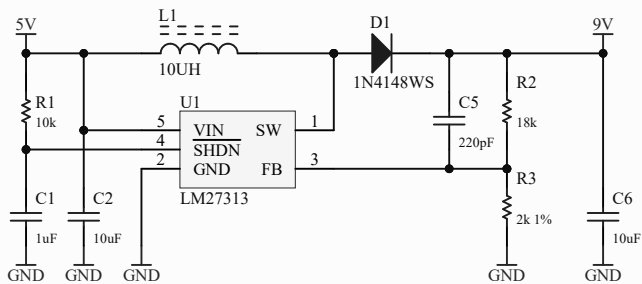 L1
5V
D1
9V
10UH
1N4148WS
R1
10k
U1
C5
220pF
R2
18k
5
VIN
SW
1
4
SHDN
2
GND
FB
3
LM27313
C1
1uF
C2
10uF
R3
2k 1%
C6
10uF
GND
GND
GND
GND
GND